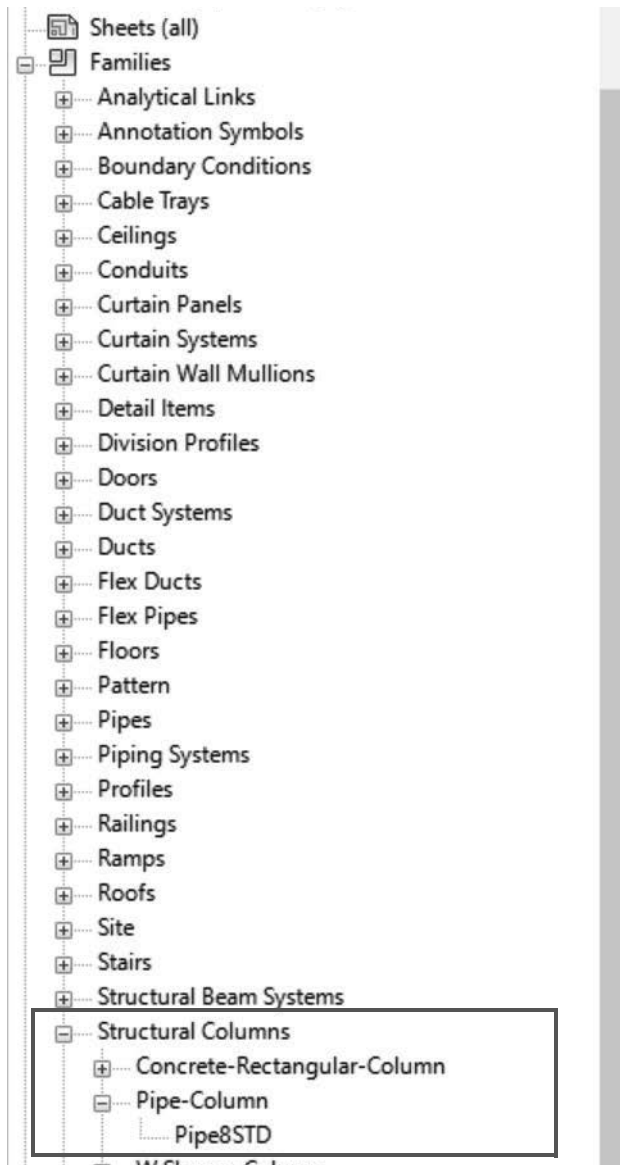 Sheets (all)
Families
Analytical Links
Annotation Symbols
Boundary Conditions
Cable Trays
Ceilings
Conduits
Curtain Panels
Curtain Systems
Curtain Wall Mullions
Detail Items
Division Profiles
Doors
Duct Systems
Ducts
Flex Ducts
Flex Pipes
Floors
Pattern
Pipes
Piping Systems
Profiles
Railings
Ramps
Roofs
Site
Stairs
Structural Beam Systems
Structural Columns
Concrete-Rectangular-Column
Pipe-Column
Pipe8STD